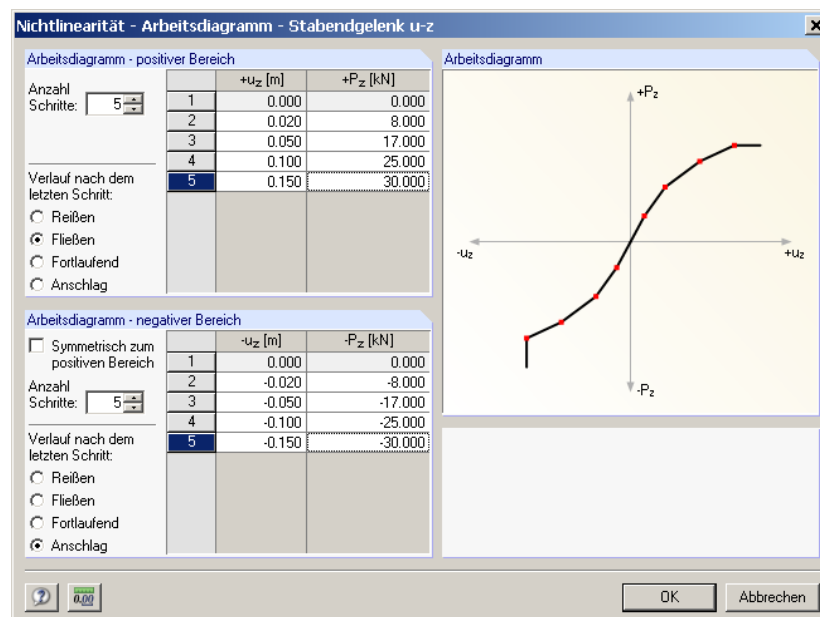 Nichtlinearität - Arbeitsdiagramm - Stabendgelenk u-z
Arbeitsdiagramm - positiver Bereich
Anzahl
Schritte: 5
+uz [m] +Pz [kN]
1 0.000 0.000
2 0.020 8.000
3 0.050 17.000
4 0.100 25.000
5 0.150 30.000
Verlauf nach dem
letzten Schritt:
Reißen
Fließen
Fortlaufend
Anschlag
Arbeitsdiagramm - negativer Bereich
Symmetrisch zum
positiven Bereich
Anzahl
Schritte: 5
-uz [m] -Pz [kN]
1 0.000 0.000
2 -0.020 -8.000
3 -0.050 -17.000
4 -0.100 -25.000
5 -0.150 -30.000
Verlauf nach dem
letzten Schritt:
Reißen
Fließen
Fortlaufend
Anschlag
Arbeitsdiagramm
+Pz
-uz +uz
-Pz
0.00
OK Abbrechen